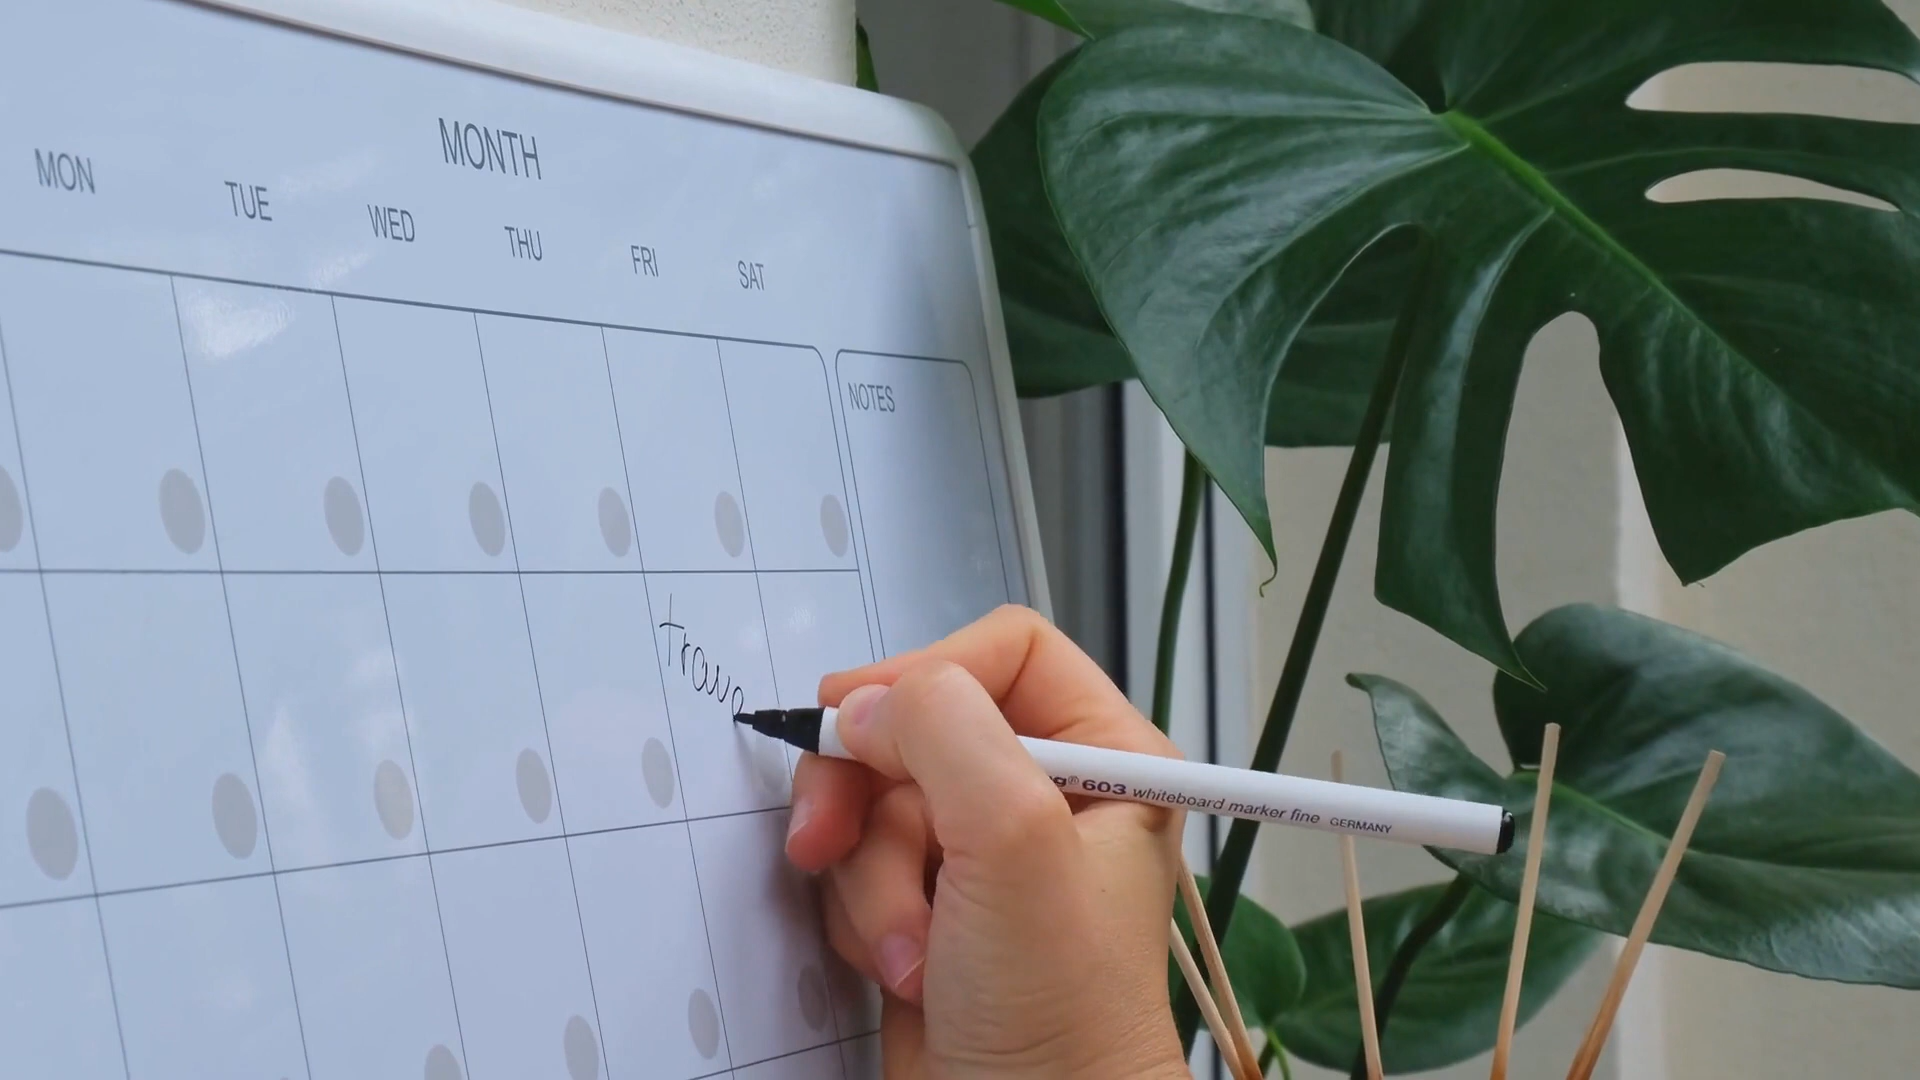 MONTH
MON TUE WED THU FRI SAT
NOTES
trave
603 whiteboard marker fine GERMANY